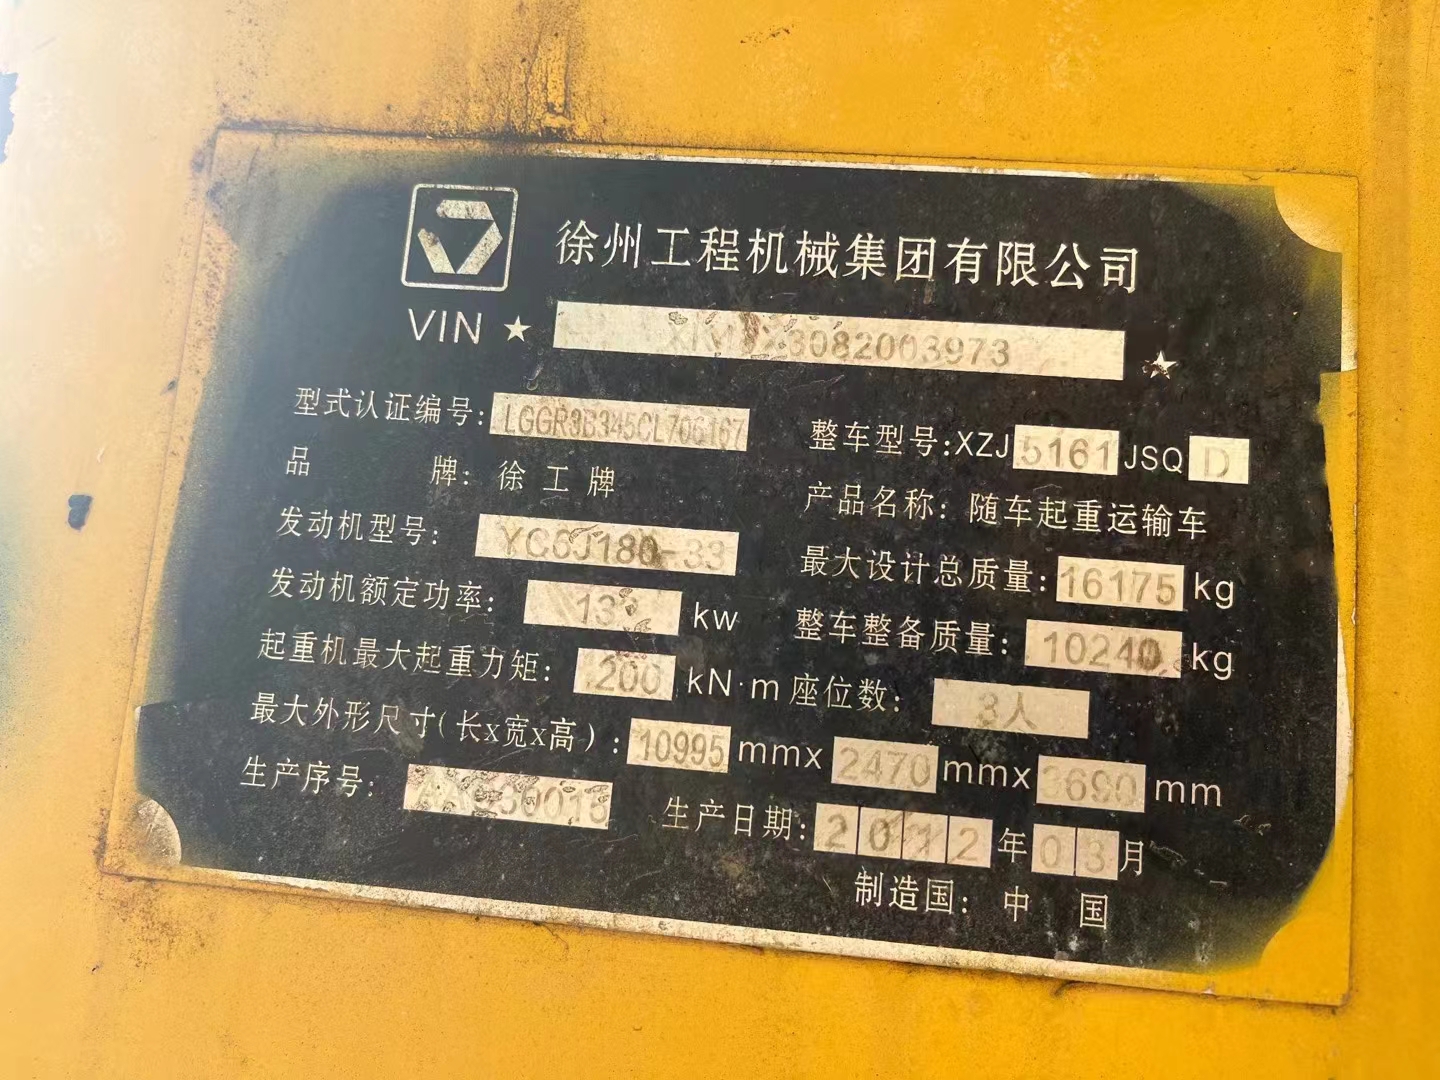 徐州工程机械集团有限公司
VIN ★ 3082003973 ★
型式认证编号: LGGR3B345CL706167 整车型号:XZJ 5161 JSQ D
品牌: 徐工牌 产品名称: 随车起重运输车
发动机型号: YC6J180-33 最大设计总质量: 16175 kg
发动机额定功率: kw 整车整备质量: 10240 kg
起重机最大起重力矩: 200 kN·m 座位数: 3人
最大外形尺寸(长x宽x高): 10995 mmx 2470 mmx 3690 mm
生产序号: 生产日期: 2012 年 03 月
制造国: 中国